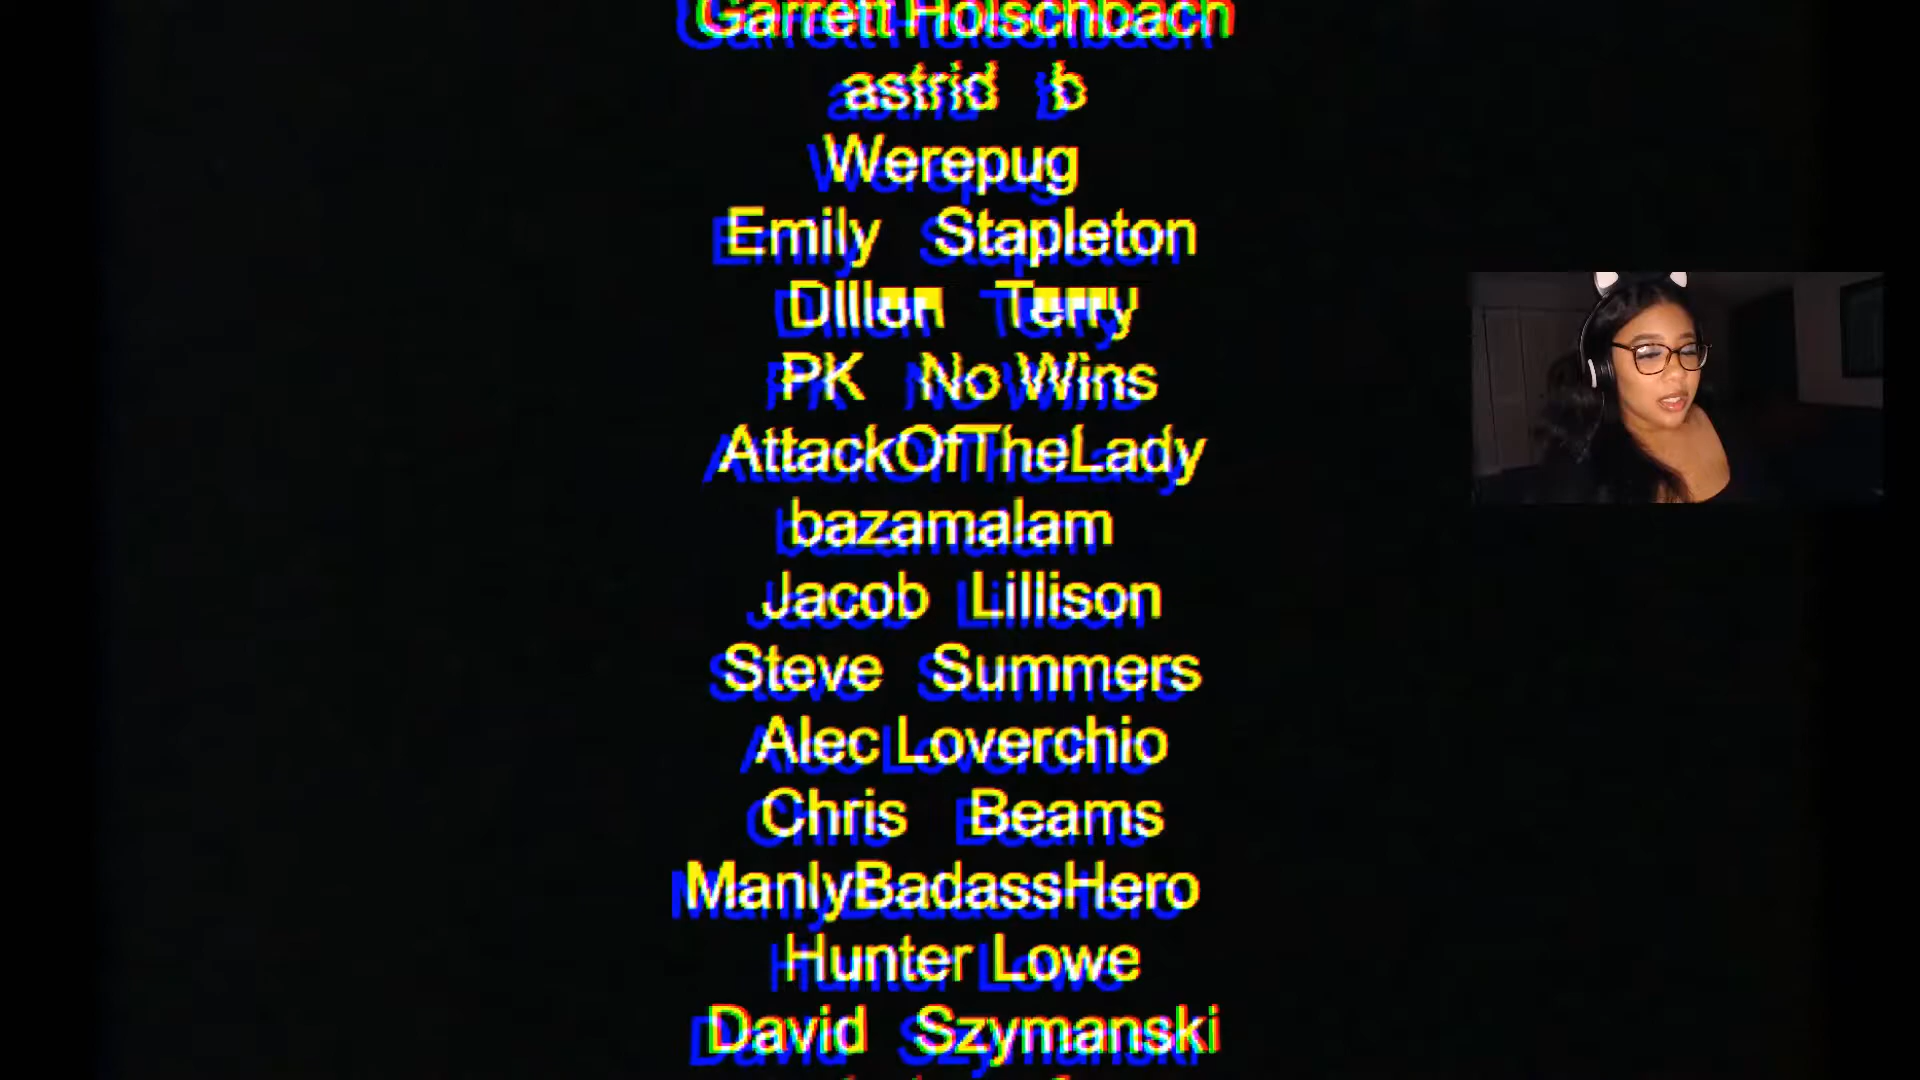 Garrett Holschbach
astrid b
Werepug
Emily Stapleton
Dillon Terry
PK No Wins
AttackOfTheLady
bazamalam
Jacob Lillison
Steve Summers
Alec Loverchio
Chris Beams
ManlyBadassHero
Hunter Lowe
David Szymanski